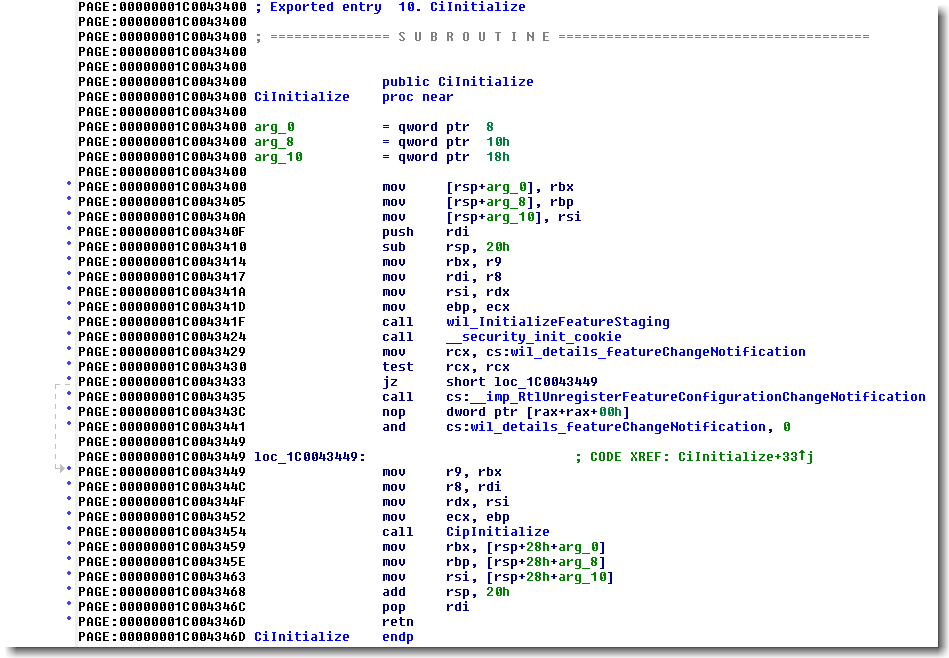 PAGE:00000001C0043400 ; Exported entry  10. CiInitialize
PAGE:00000001C0043400
PAGE:00000001C0043400 ; =============== S U B R O U T I N E =======================================
PAGE:00000001C0043400
PAGE:00000001C0043400
PAGE:00000001C0043400                 public CiInitialize
PAGE:00000001C0043400 CiInitialize    proc near
PAGE:00000001C0043400
PAGE:00000001C0043400 arg_0           = qword ptr  8
PAGE:00000001C0043400 arg_8           = qword ptr  10h
PAGE:00000001C0043400 arg_10          = qword ptr  18h
PAGE:00000001C0043400
PAGE:00000001C0043400                 mov     [rsp+arg_0], rbx
PAGE:00000001C0043405                 mov     [rsp+arg_8], rbp
PAGE:00000001C004340A                 mov     [rsp+arg_10], rsi
PAGE:00000001C004340F                 push    rdi
PAGE:00000001C0043410                 sub     rsp, 20h
PAGE:00000001C0043414                 mov     rbx, r9
PAGE:00000001C0043417                 mov     rdi, r8
PAGE:00000001C004341A                 mov     rsi, rdx
PAGE:00000001C004341D                 mov     ebp, ecx
PAGE:00000001C004341F                 call    wil_InitializeFeatureStaging
PAGE:00000001C0043424                 call    __security_init_cookie
PAGE:00000001C0043429                 mov     rcx, cs:wil_details_featureChangeNotification
PAGE:00000001C0043430                 test    rcx, rcx
PAGE:00000001C0043433                 jz      short loc_1C0043449
PAGE:00000001C0043435                 call    cs:__imp_RtlUnregisterFeatureConfigurationChangeNotification
PAGE:00000001C004343C                 nop     dword ptr [rax+rax+00h]
PAGE:00000001C0043441                 and     cs:wil_details_featureChangeNotification, 0
PAGE:00000001C0043449
PAGE:00000001C0043449 loc_1C0043449:                          ; CODE XREF: CiInitialize+33↑j
PAGE:00000001C0043449                 mov     r9, rbx
PAGE:00000001C004344C                 mov     r8, rdi
PAGE:00000001C004344F                 mov     rdx, rsi
PAGE:00000001C0043452                 mov     ecx, ebp
PAGE:00000001C0043454                 call    CipInitialize
PAGE:00000001C0043459                 mov     rbx, [rsp+28h+arg_0]
PAGE:00000001C004345E                 mov     rbp, [rsp+28h+arg_8]
PAGE:00000001C0043463                 mov     rsi, [rsp+28h+arg_10]
PAGE:00000001C0043468                 add     rsp, 20h
PAGE:00000001C004346C                 pop     rdi
PAGE:00000001C004346D                 retn
PAGE:00000001C004346D CiInitialize    endp